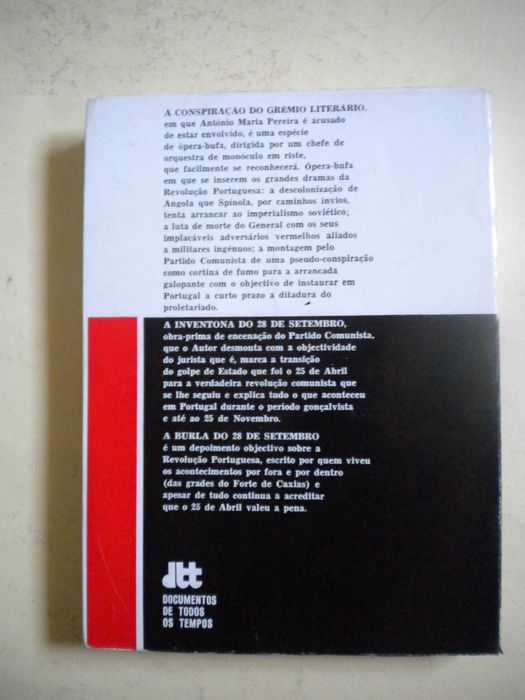 A CONSPIRAÇÃO DO GRÉMIO LITERÁRIO,
em que António Maria Pereira é acusado
de estar envolvido, é uma espécie
de ópera-bufa, dirigida por um chefe de
orquestra de monóculo em riste,
que facilmente se reconhecerá. Ópera-bufa
em que se inserem os grandes dramas da
Revolução Portuguesa: a descolonização de
Angola que Spínola, por caminhos ínvios,
tenta arrancar ao imperialismo soviético;
a luta de morte do General com os seus
implacáveis adversários vermelhos aliados
a militares ingénuos; a montagem pelo
Partido Comunista de uma pseudo-conspiração
como cortina de fumo para a arrancada
galopante com o objectivo de instaurar em
Portugal a curto prazo a ditadura do
proletariado.
A INVENTONA DO 28 DE SETEMBRO,
obra-prima de encenação do Partido Comunista,
que o Autor desmonta com a objectividade
do jurista que é, marca a transição
do golpe de Estado que foi o 25 de Abril
para a verdadeira revolução comunista que
se lhe seguiu e explica tudo o que aconteceu
em Portugal durante o período gonçalvista
e até ao 25 de Novembro.
A BURLA DO 28 DE SETEMBRO
é um depoimento objectivo sobre a
Revolução Portuguesa, escrito por quem viveu
os acontecimentos por fora e por dentro
(das grades do Forte de Caxias) e
apesar de tudo continua a acreditar
que o 25 de Abril valeu a pena.
dtt
DOCUMENTOS
DE TODOS
OS TEMPOS